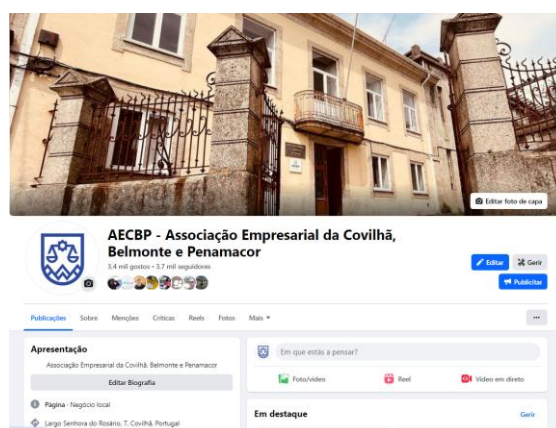 Editar foto de capa
AECBP - Associação Empresarial da Covilhã,
Belmonte e Penamacor
3,4 mil gostos • 3,7 mil seguidores
Editar
Gerir
Publicitar
Publicações Sobre Menções Críticas Reels Fotos Mais
Apresentação
Associação Empresarial da Covilhã, Belmonte e Penamacor
Editar Biografia
Página · Negócio local
Largo Senhora do Rosário, 7, Covilhã, Portugal
Em que estás a pensar?
Foto/vídeo Reel Vídeo em direto
Em destaque Gerir